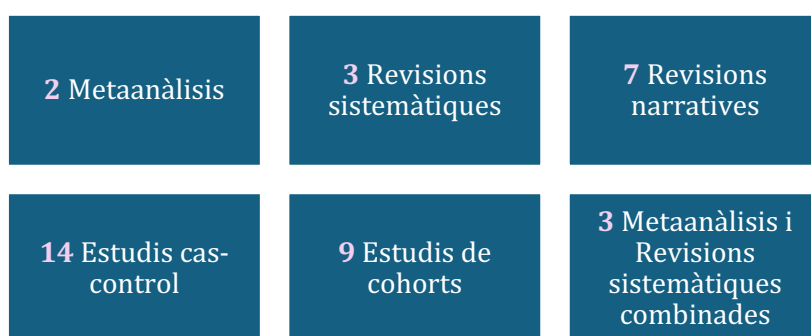 2 Metaanàlisis
3 Revisions
sistemàtiques
7 Revisions
narratives
14 Estudis cas-
control
9 Estudis de
cohorts
3 Metaanàlisis i
Revisions
sistemàtiques
combinades